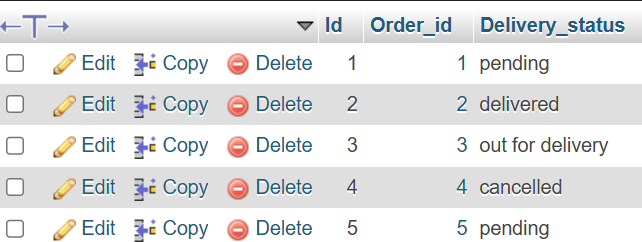 Id Order_id Delivery_status
Edit Copy Delete 1 1 pending
Edit Copy Delete 2 2 delivered
Edit Copy Delete 3 3 out for delivery
Edit Copy Delete 4 4 cancelled
Edit Copy Delete 5 5 pending